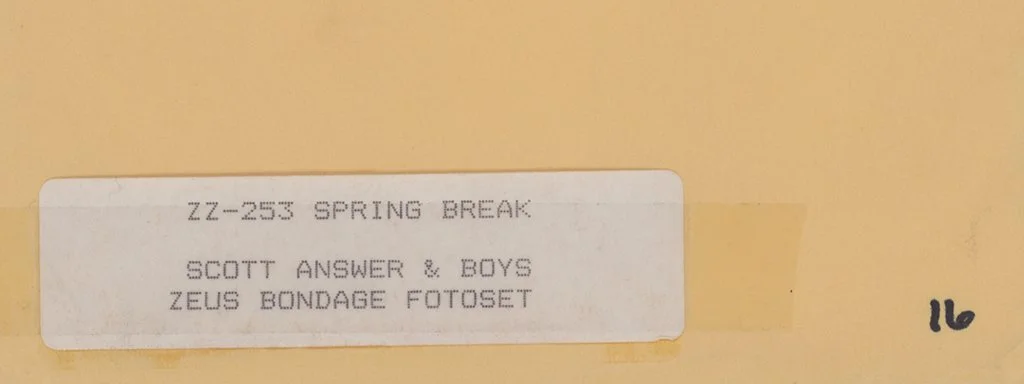 ZZ-253 SPRING BREAK
SCOTT ANSWER & BOYS
ZEUS BONDAGE FOTOSET
16